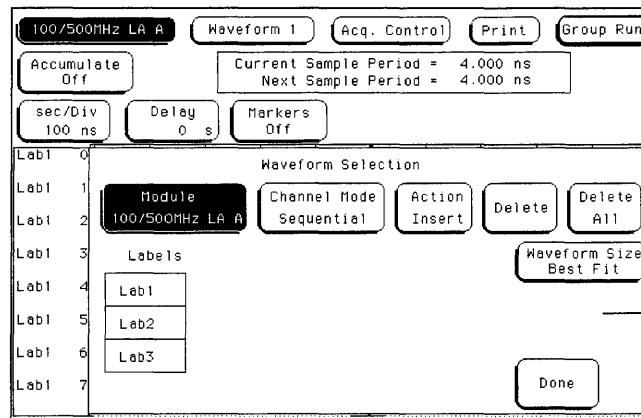 100/500MHz LA A Waveform 1 Acq. Control Print Group Run
Accumulate Off
Current Sample Period = 4.000 ns
Next Sample Period = 4.000 ns
sec/Div 100 ns
Delay 0 s
Markers Off
Lab1 0
Lab1 1
Lab1 2
Lab1 3
Lab1 4
Lab1 5
Lab1 6
Lab1 7
Waveform Selection
Module 100/500MHz LA A
Channel Mode Sequential
Action Insert
Delete
Delete All
Labels
Lab1
Lab2
Lab3
Waveform Size Best Fit
Done